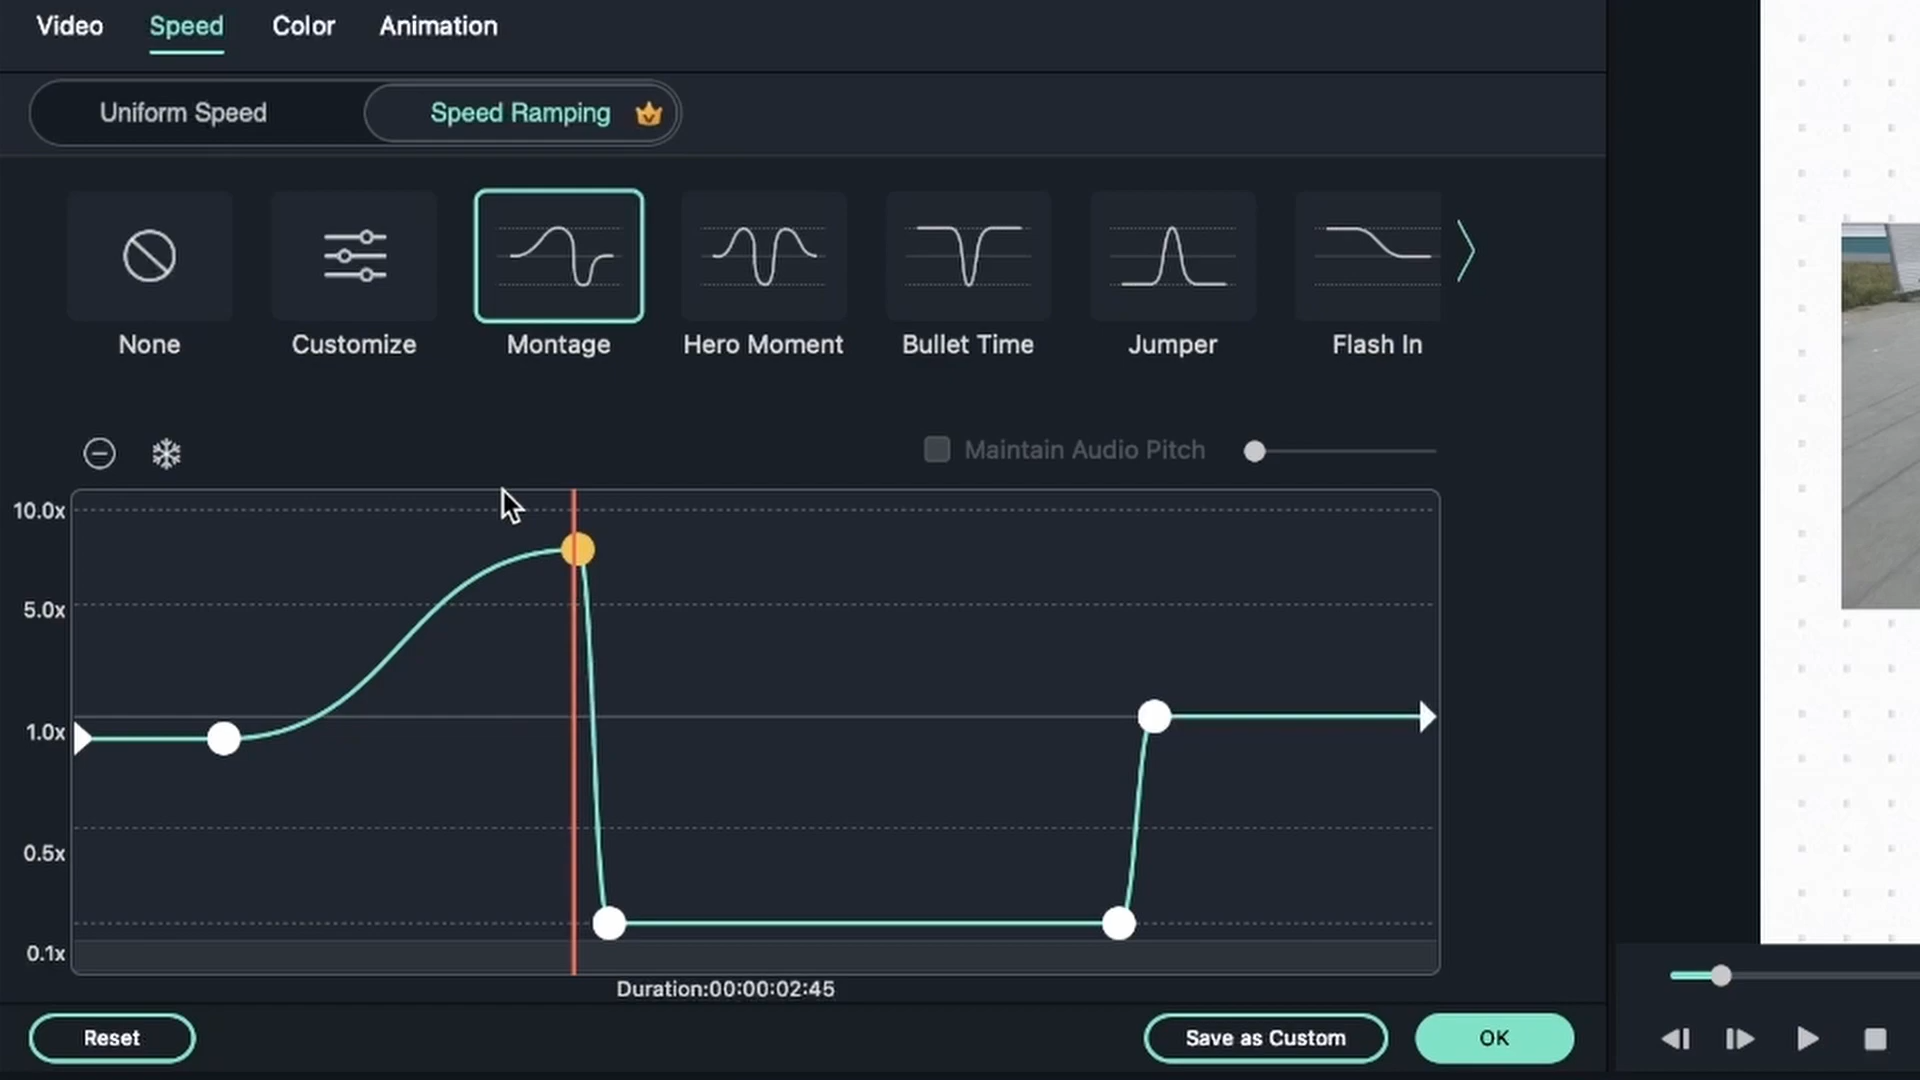 Video Speed Color Animation
Uniform Speed Speed Ramping
None Customize Montage Hero Moment Bullet Time Jumper Flash In
Maintain Audio Pitch
10.0x
5.0x
1.0x
0.5x
0.1x
Duration:00:00:02:45
Reset Save as Custom OK